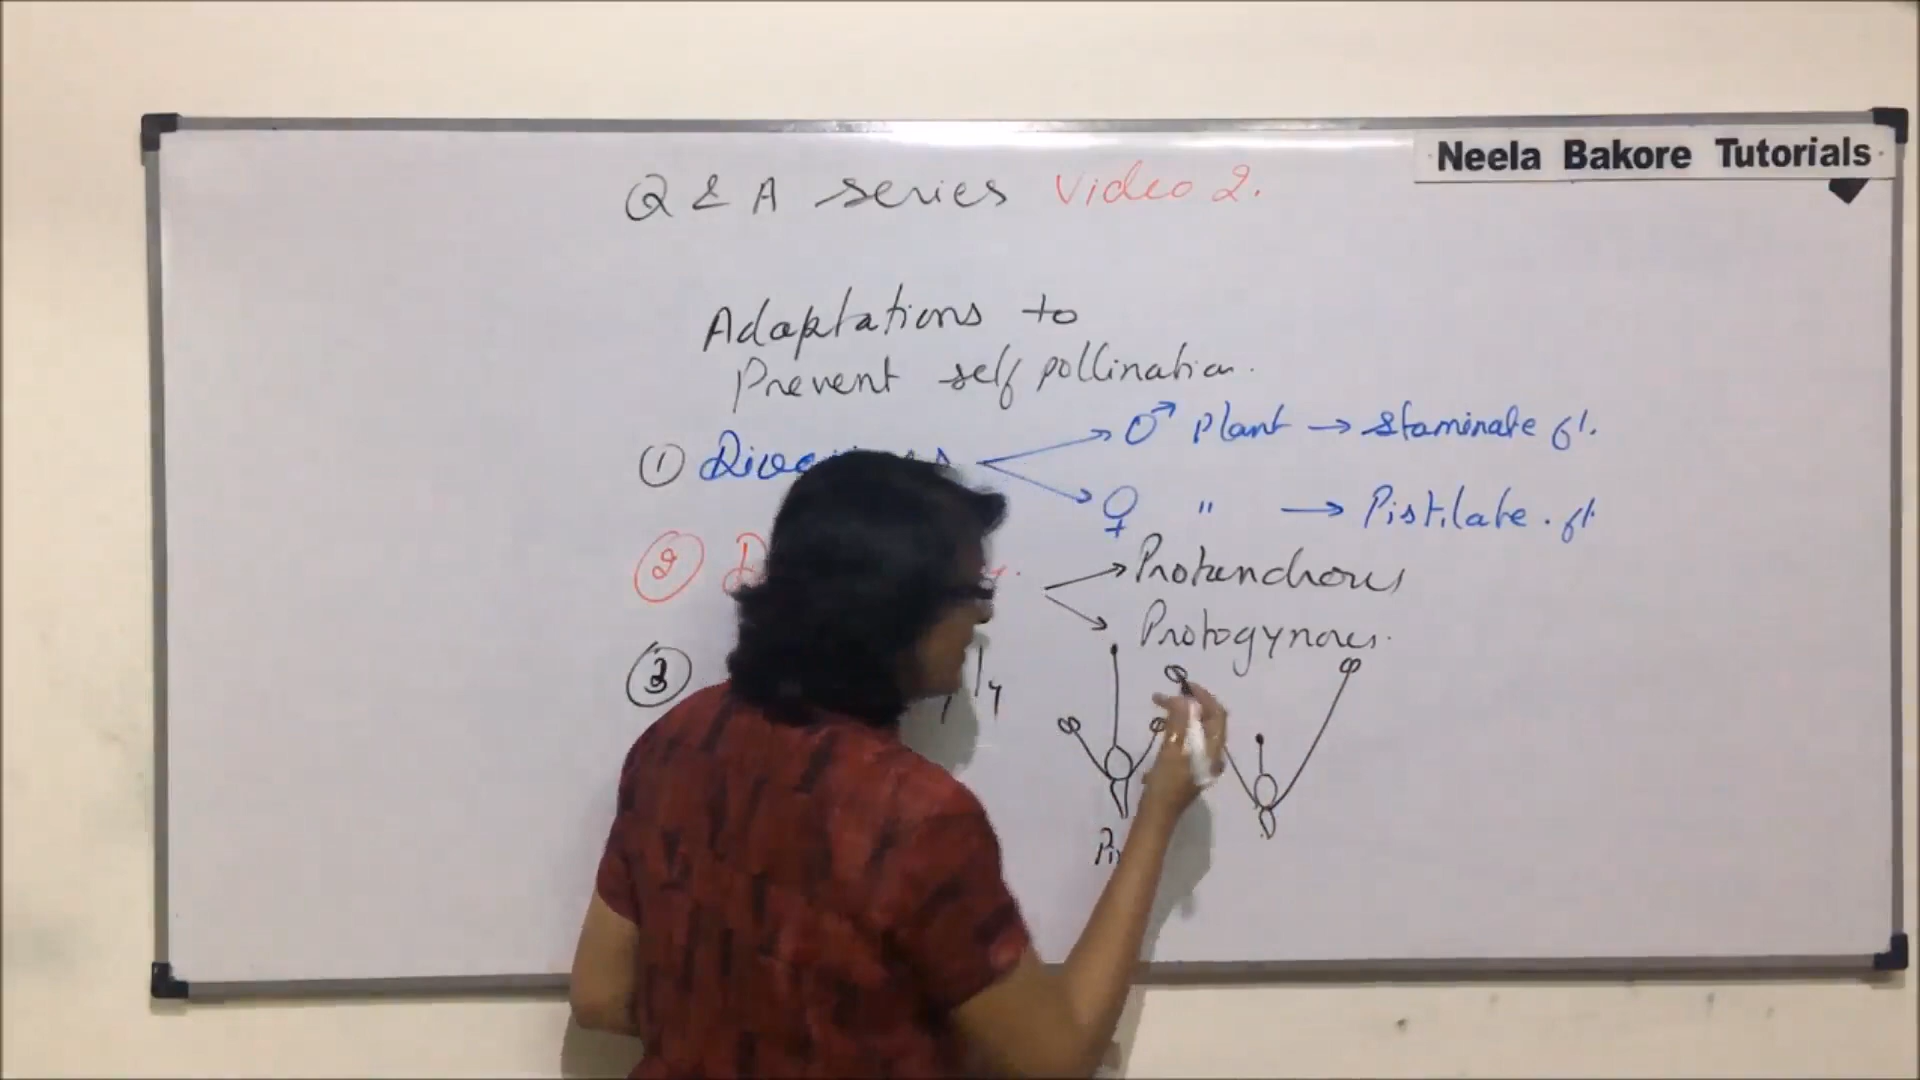 Neela Bakore Tutorials
Q & A series Video 2.
Adaptations to
Prevent self pollination.
① ♂ Plant → Staminate fl.
♀ " → Pistilate. fl
② Protandrous
Protogynous.
③